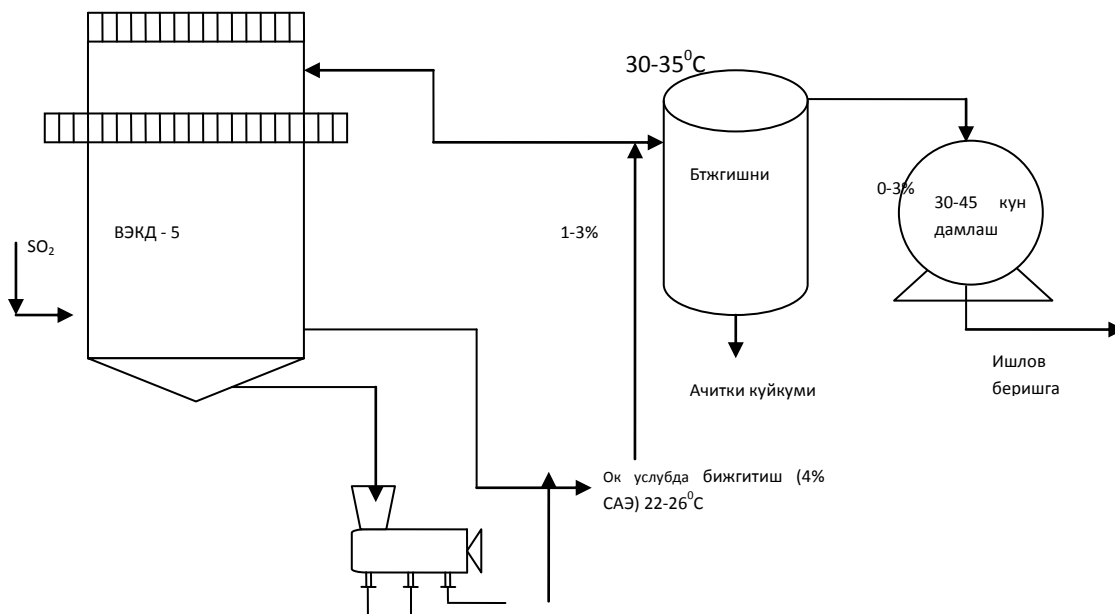 30-35⁰С
Бтжгишни
0-3%
30-45 кун
дамлаш
ВЭКД - 5
1-3%
SO₂
Ишлов
беришга
Ачитки куйкуми
Ок услубда бижгитиш (4%
САЭ) 22-26⁰С